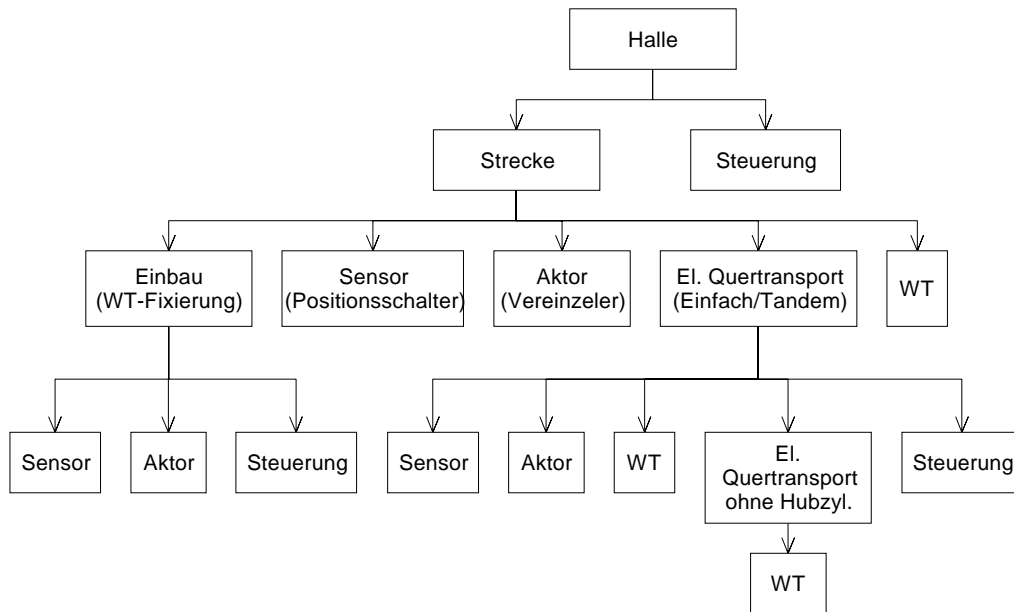 Halle
Strecke
Steuerung
Einbau
(WT-Fixierung)
Sensor
(Positionsschalter)
Aktor
(Vereinzeler)
El. Quertransport
(Einfach/Tandem)
WT
Sensor
Aktor
Steuerung
Sensor
Aktor
WT
El.
Quertransport
ohne Hubzyl.
Steuerung
WT